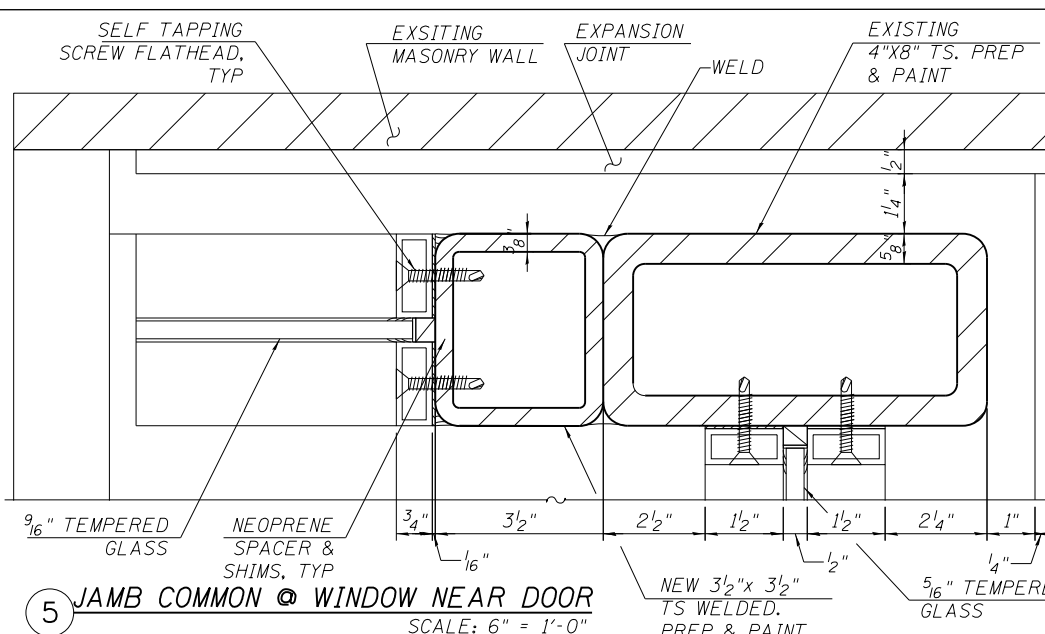 SELF TAPPING
SCREW FLATHEAD,
TYP
EXSITING
MASONRY WALL
EXPANSION
JOINT
WELD
EXISTING
4"X8" TS. PREP
& PAINT
1/2"
1 1/4"
3/8"
5/8"
9/16" TEMPERED
GLASS
NEOPRENE
SPACER &
SHIMS, TYP
3/4"
1/16"
3 1/2"
2 1/2"
1 1/2"
1/2"
1 1/2"
2 1/4"
1"
1/4"
NEW 3 1/2"x 3 1/2"
TS WELDED.
PREP & PAINT
5/16" TEMPERE
GLASS
5 JAMB COMMON @ WINDOW NEAR DOOR
SCALE: 6" = 1'-0"